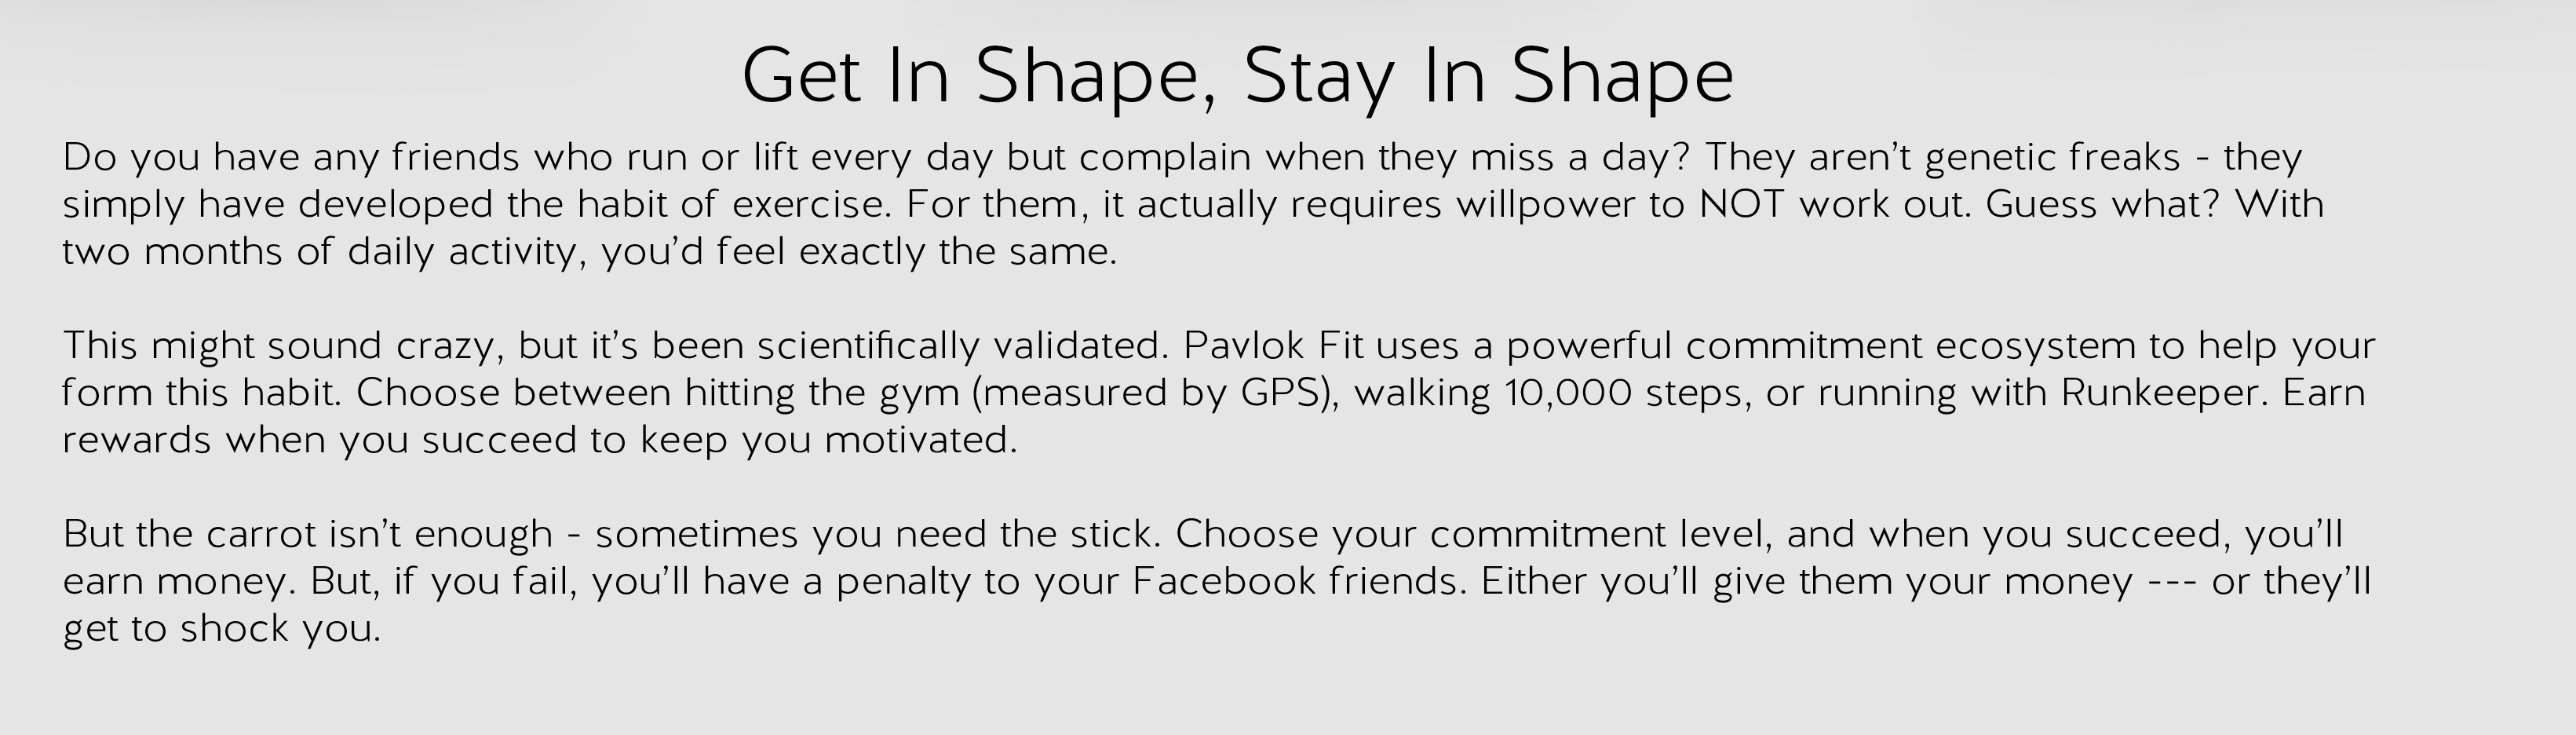 Get In Shape, Stay In Shape
Do you have any friends who run or lift every day but complain when they miss a day? They aren’t genetic freaks - they
simply have developed the habit of exercise. For them, it actually requires willpower to NOT work out. Guess what? With
two months of daily activity, you’d feel exactly the same.
This might sound crazy, but it’s been scientifically validated. Pavlok Fit uses a powerful commitment ecosystem to help your
form this habit. Choose between hitting the gym (measured by GPS), walking 10,000 steps, or running with Runkeeper. Earn
rewards when you succeed to keep you motivated.
But the carrot isn’t enough - sometimes you need the stick. Choose your commitment level, and when you succeed, you’ll
earn money. But, if you fail, you’ll have a penalty to your Facebook friends. Either you’ll give them your money --- or they’ll
get to shock you.